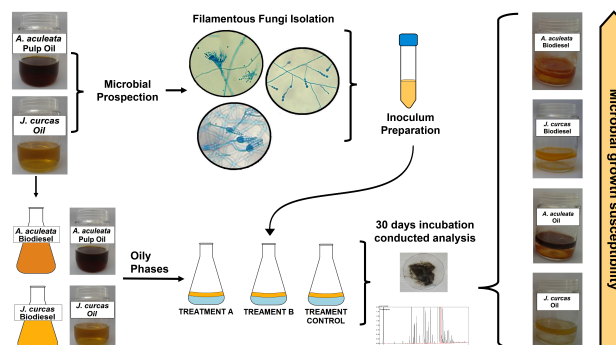 Filamentous Fungi Isolation
A. aculeata
Pulp Oil
J. curcas
Oil
Microbial
Prospection
Inoculum
Preparation
A. aculeata
Biodiesel
A. aculeata
Pulp Oil
J. curcas
Biodiesel
J. curcas
Oil
Oily
Phases
TREATMENT A
TREAMENT B
TREAMENT
CONTROL
30 days incubation
conducted analysis
A. aculeata
Biodiesel
J. curcas
Biodiesel
A. aculeata
Oil
J. curcas
Oil
Microbial growth susceptibility